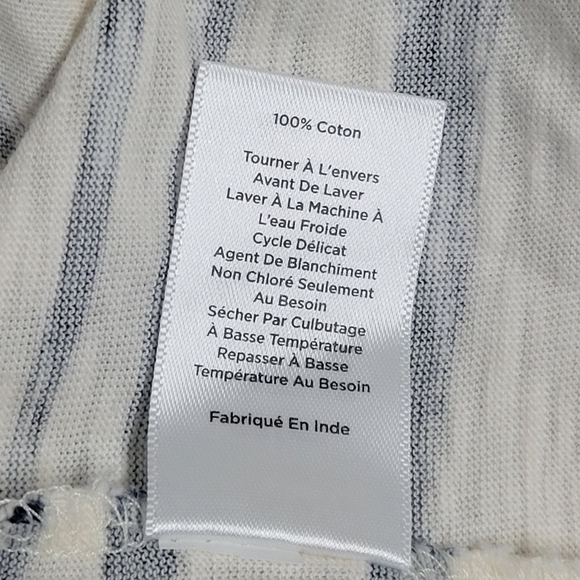 100% Coton
Tourner À L'envers
Avant De Laver
Laver À La Machine À
L'eau Froide
Cycle Délicat
Agent De Blanchiment
Non Chloré Seulement
Au Besoin
Sécher Par Culbutage
À Basse Température
Repasser À Basse
Température Au Besoin
Fabriqué En Inde